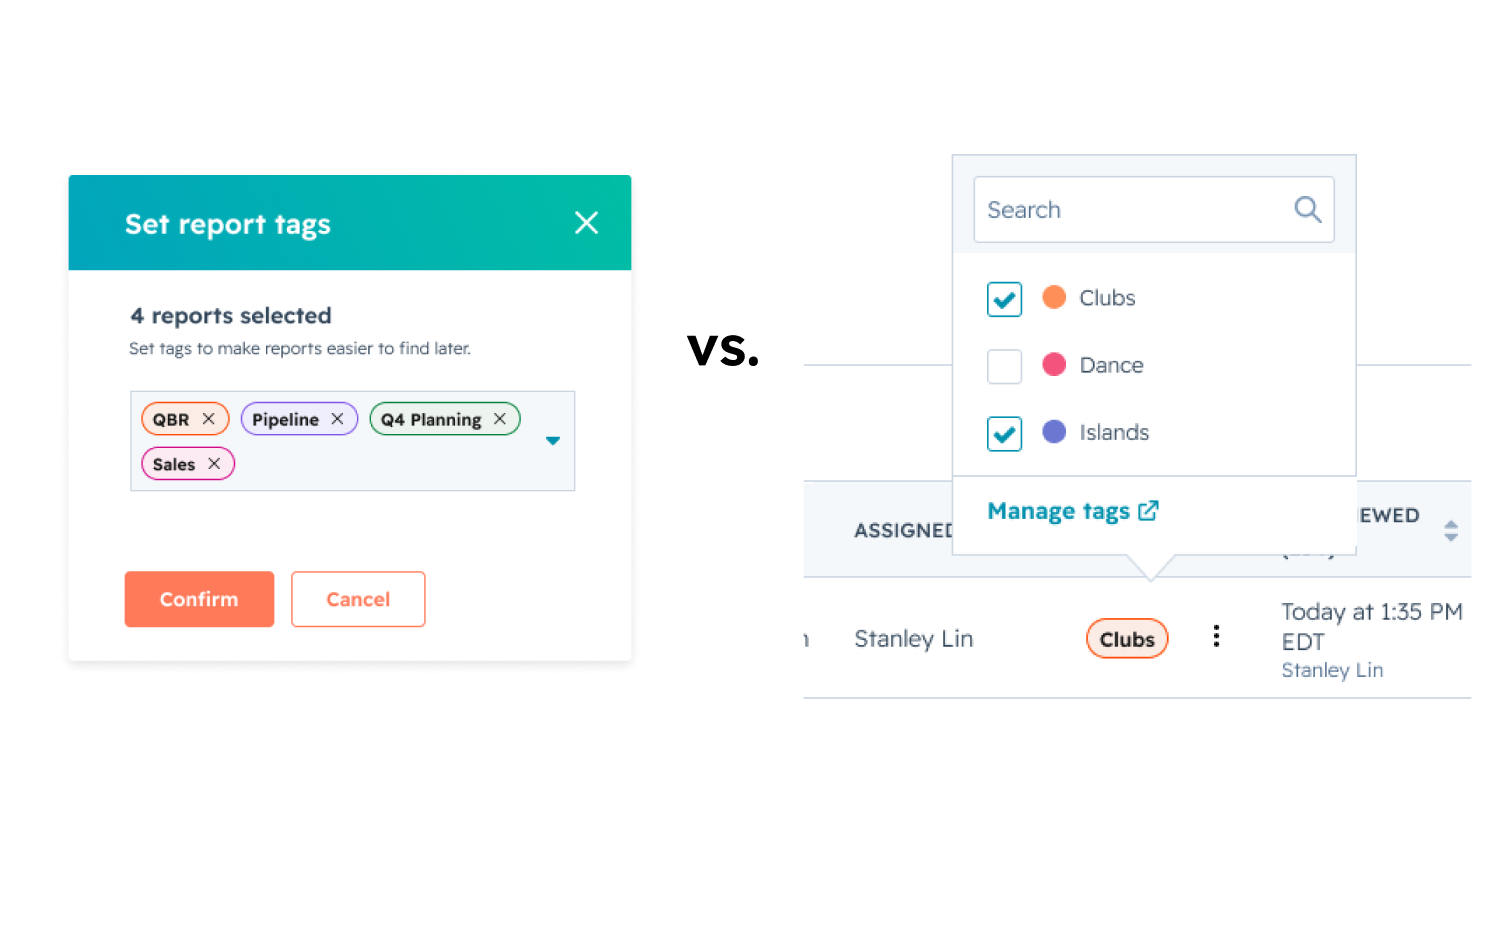 Set report tags
4 reports selected
Set tags to make reports easier to find later.
QBR
Pipeline
Q4 Planning
Sales
Confirm
Cancel
vs.
Search
Clubs
Dance
Islands
Manage tags
Stanley Lin
Clubs
Today at 1:35 PM
EDT
Stanley Lin